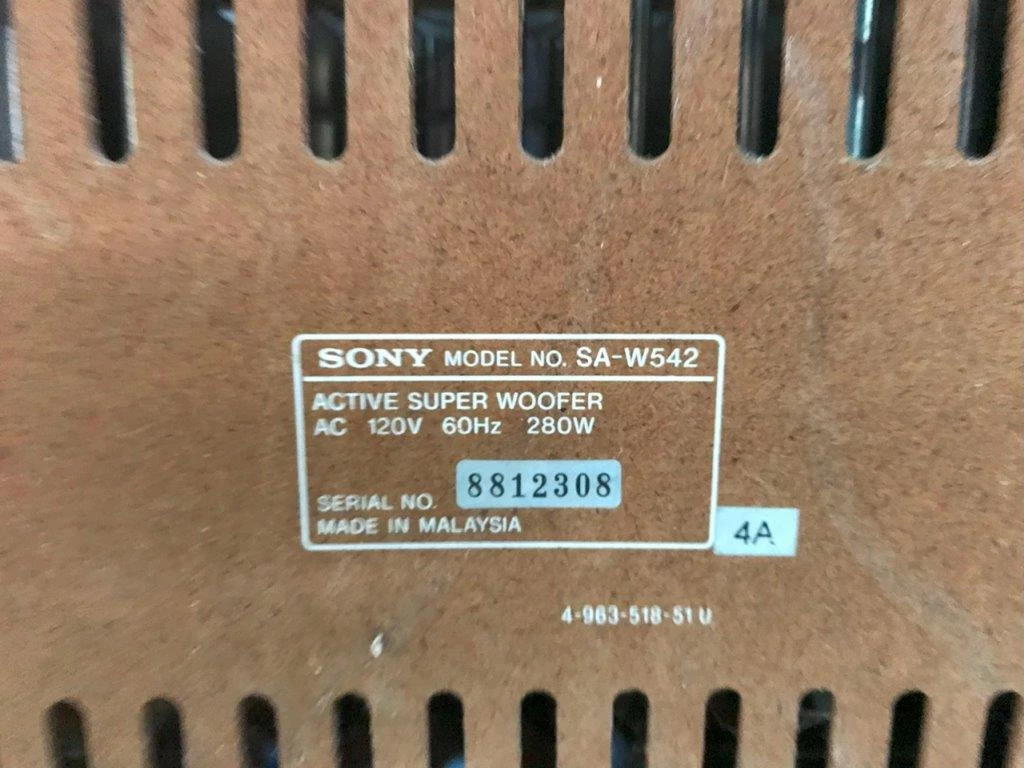 SONY MODEL NO. SA-W542
ACTIVE SUPER WOOFER
AC 120V 60Hz 280W
SERIAL NO. 8812308
MADE IN MALAYSIA
4A
4-963-518-51 U